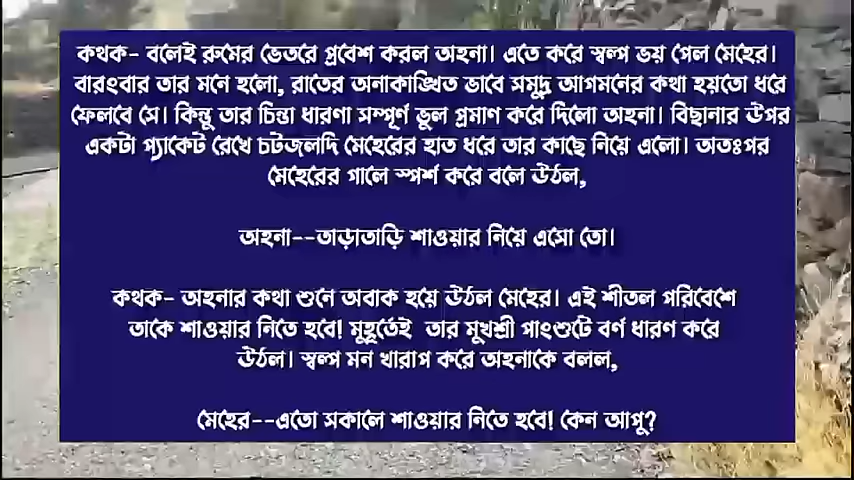 কথক- বলেই রুমের ভেতরে প্রবেশ করল অহনা। এতে করে স্বল্প ভয় পেল মেহের।
বারংবার তার মনে হলো, রাতের অনাকাঙ্খিত ভাবে সমুদ্র আগমনের কথা হয়তো ধরে
ফেলবে সে। কিন্তু তার চিন্তা ধারণা সম্পূর্ণ ভুল প্রমাণ করে দিলো অহনা। বিছানার উপর
একটা প্যাকেট রেখে চটজলদি মেহেরের হাত ধরে তার কাছে নিয়ে এলো। অতঃপর
মেহেরের গালে স্পর্শ করে বলে উঠল,
অহনা--তাড়াতাড়ি শাওয়ার নিয়ে এসো তো।
কথক- অহনার কথা শুনে অবাক হয়ে উঠল মেহের। এই শীতল পরিবেশে
তাকে শাওয়ার নিতে হবে! মুহূর্তেই তার মুখশ্রী পাংশুটে বর্ণ ধারণ করে
উঠল। স্বল্প মন খারাপ করে অহনাকে বলল,
মেহের--এতো সকালে শাওয়ার নিতে হবে! কেন আপু?